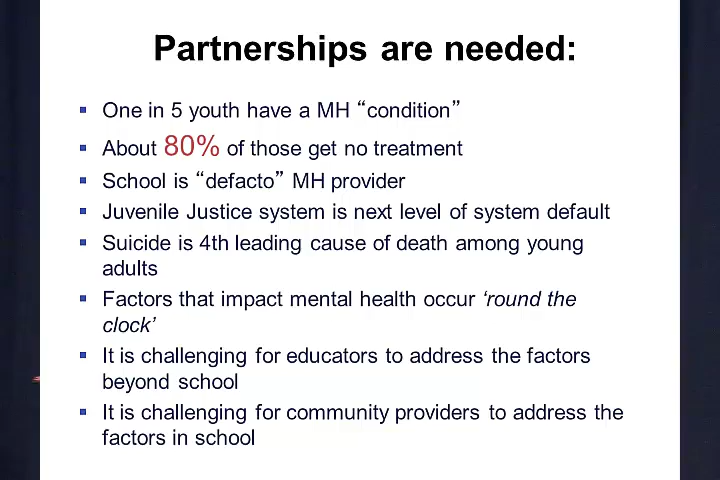 Partnerships are needed:
▪ One in 5 youth have a MH “condition”
▪ About 80% of those get no treatment
▪ School is “defacto” MH provider
▪ Juvenile Justice system is next level of system default
▪ Suicide is 4th leading cause of death among young
adults
▪ Factors that impact mental health occur ‘round the
clock’
▪ It is challenging for educators to address the factors
beyond school
▪ It is challenging for community providers to address the
factors in school